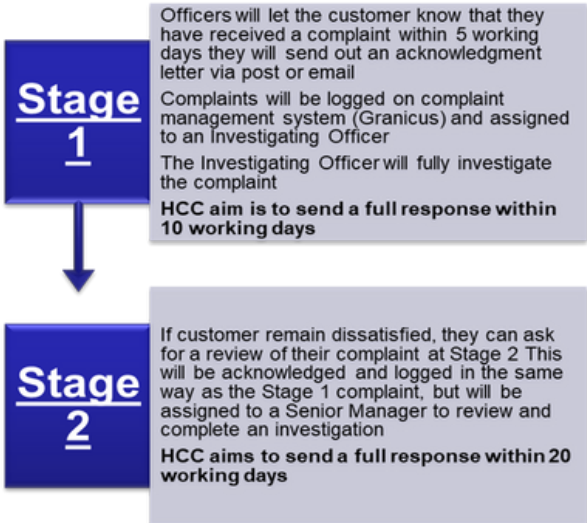 Stage
1
Officers will let the customer know that they
have received a complaint within 5 working
days they will send out an acknowledgment
letter via post or email
Complaints will be logged on complaint
management system (Granicus) and assigned
to an Investigating Officer
The Investigating Officer will fully investigate
the complaint
HCC aim is to send a full response within
10 working days
Stage
2
If customer remain dissatisfied, they can ask
for a review of their complaint at Stage 2 This
will be acknowledged and logged in the same
way as the Stage 1 complaint, but will be
assigned to a Senior Manager to review and
complete an investigation
HCC aims to send a full response within 20
working days